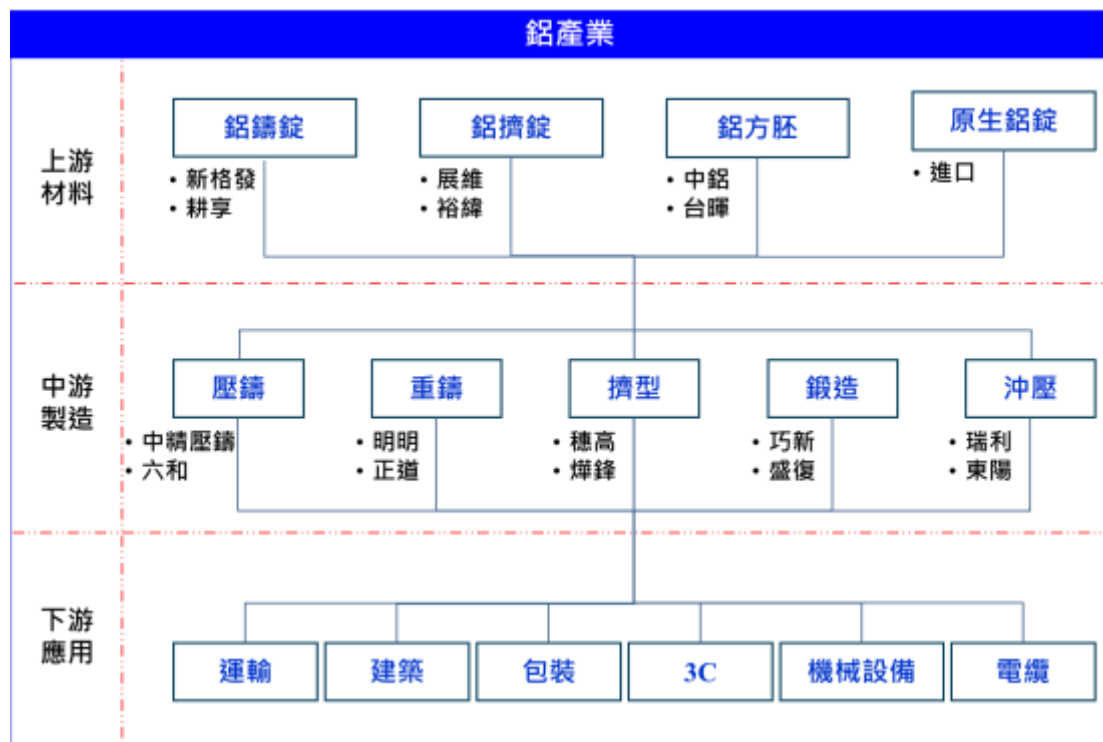 鋁產業
上游
材料
鋁鑄錠
• 新格發
• 耕享
鋁擠錠
• 展維
• 裕緯
鋁方胚
• 中鋁
• 台暉
原生鋁錠
• 進口
中游
製造
壓鑄
• 中精壓鑄
• 六和
重鑄
• 明明
• 正道
擠型
• 穗高
• 燁鋒
鍛造
• 巧新
• 盛復
沖壓
• 瑞利
• 東陽
下游
應用
運輸
建築
包裝
3C
機械設備
電纜